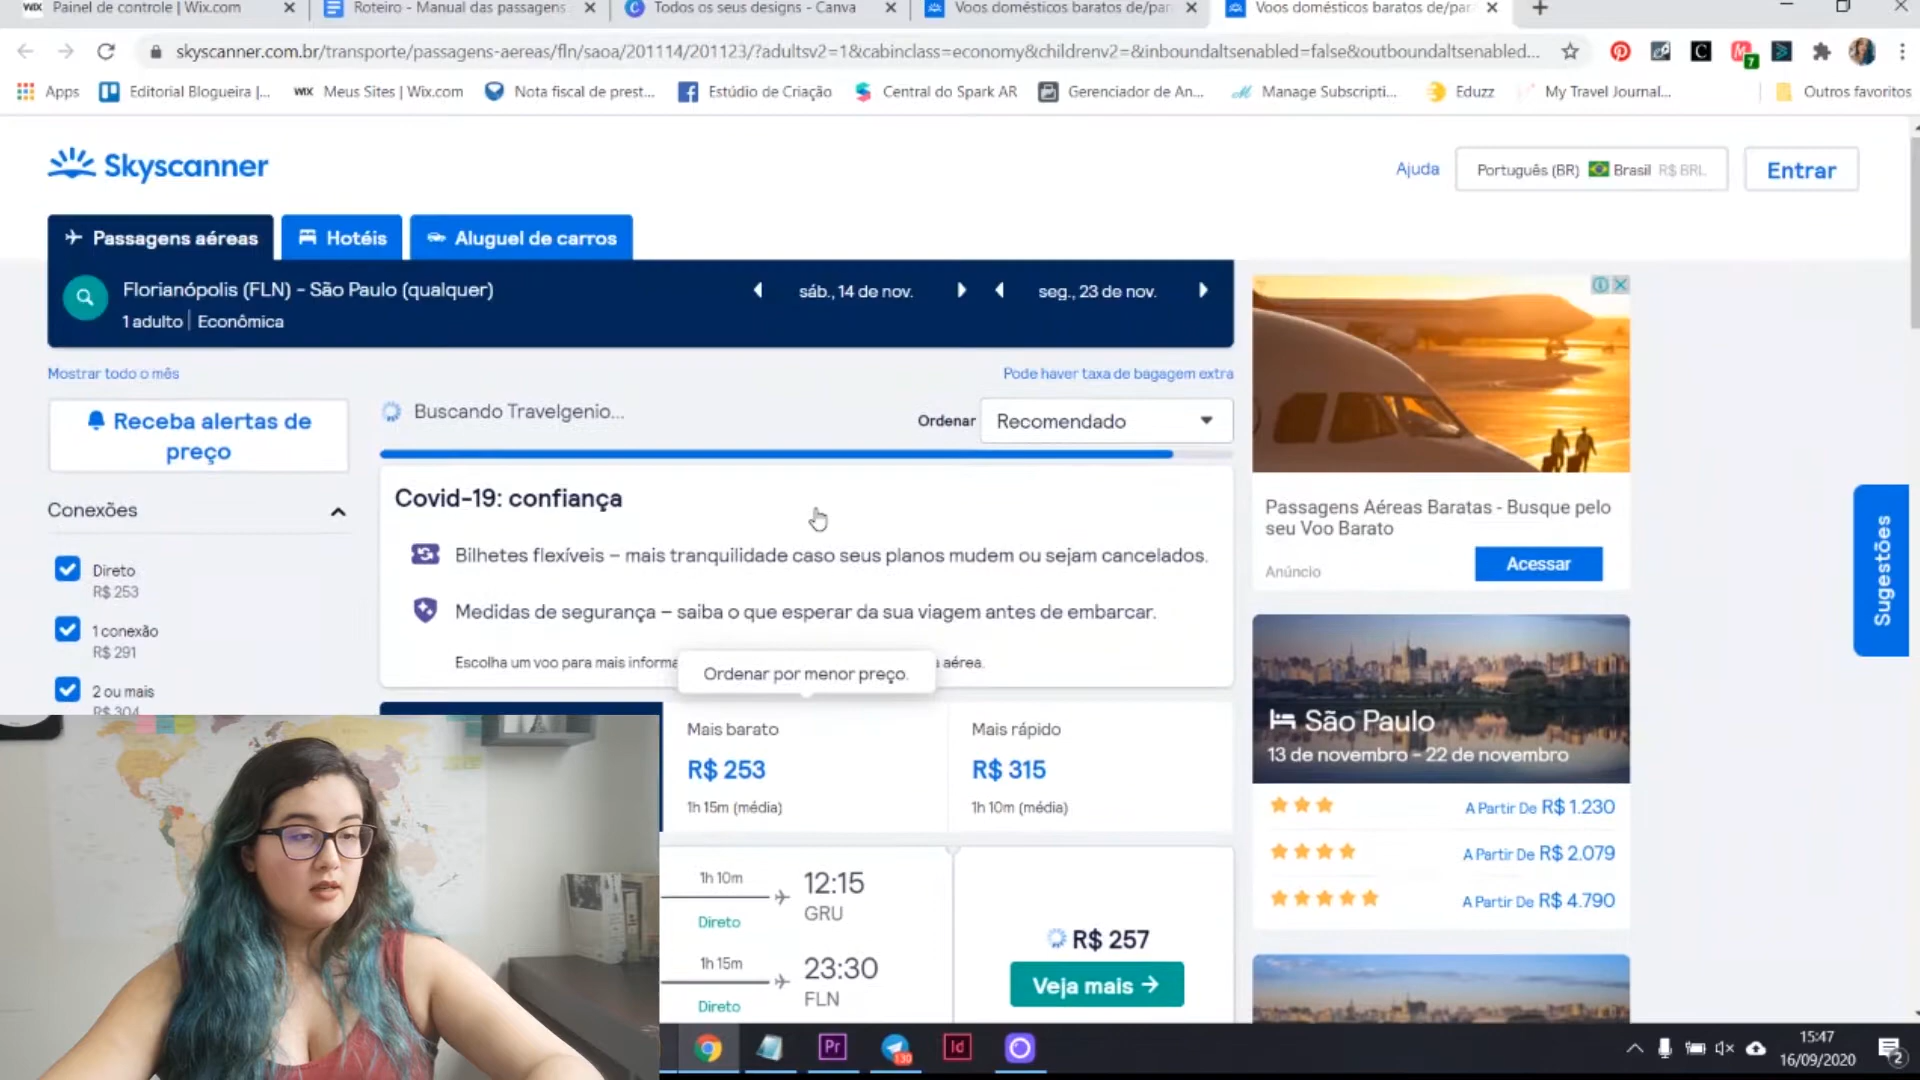 WIX Painel de controle | Wix.com
Roteiro - Manual das passagens
Todos os seus designs - Canva
Voos domésticos baratos de/par
Voos domésticos baratos de/par
skyscanner.com.br/transporte/passagens-aereas/fln/saoa/201114/201123/?adultsv2=1&cabinclass=economy&childrenv2=&inboundaltsenabled=false&outboundaltsenabled...
7
Apps
Editorial Blogueira |...
WIX Meus Sites | Wix.com
Nota fiscal de prest...
Estúdio de Criação
Central do Spark AR
Gerenciador de An...
Manage Subscripti...
Eduzz
My Travel Journal...
Outros favoritos
Skyscanner
Ajuda
Português (BR) Brasil R$ BRL
Entrar
Passagens aéreas
Hotéis
Aluguel de carros
Florianópolis (FLN) - São Paulo (qualquer)
1 adulto | Econômica
sáb., 14 de nov.
seg., 23 de nov.
Mostrar todo o mês
Pode haver taxa de bagagem extra
Receba alertas de
preço
Buscando Travelgenio...
Ordenar
Recomendado
Conexões
Direto
R$ 253
1 conexão
R$ 291
2 ou mais
R$ 304
Covid-19: confiança
Bilhetes flexíveis – mais tranquilidade caso seus planos mudem ou sejam cancelados.
Medidas de segurança – saiba o que esperar da sua viagem antes de embarcar.
Escolha um voo para mais informa
a aérea.
Ordenar por menor preço.
Mais barato
R$ 253
1h 15m (média)
Mais rápido
R$ 315
1h 10m (média)
1h 10m
Direto
12:15
GRU
1h 15m
Direto
23:30
FLN
R$ 257
Veja mais →
Passagens Aéreas Baratas - Busque pelo
seu Voo Barato
Anúncio
Acessar
São Paulo
13 de novembro - 22 de novembro
A Partir De R$ 1.230
A Partir De R$ 2.079
A Partir De R$ 4.790
Sugestões
Pr
130
Id
15:47
16/09/2020
2